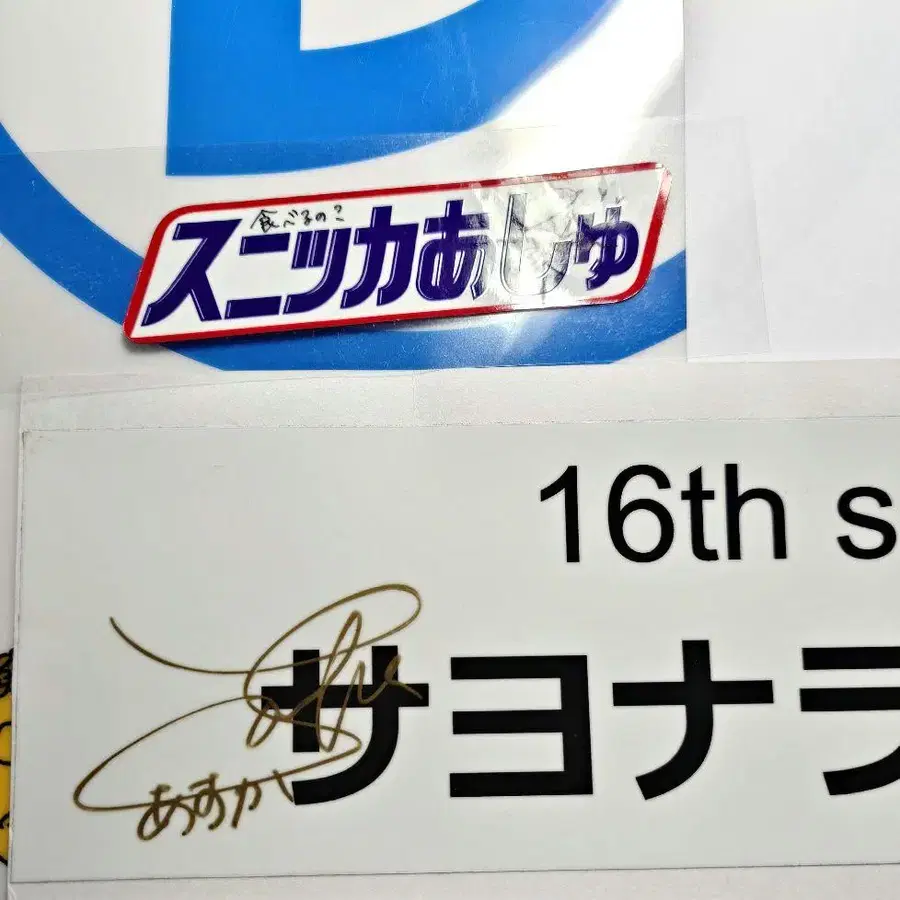 食べるの?
スニッカあしゅ
16th s
サヨナラ
あすか